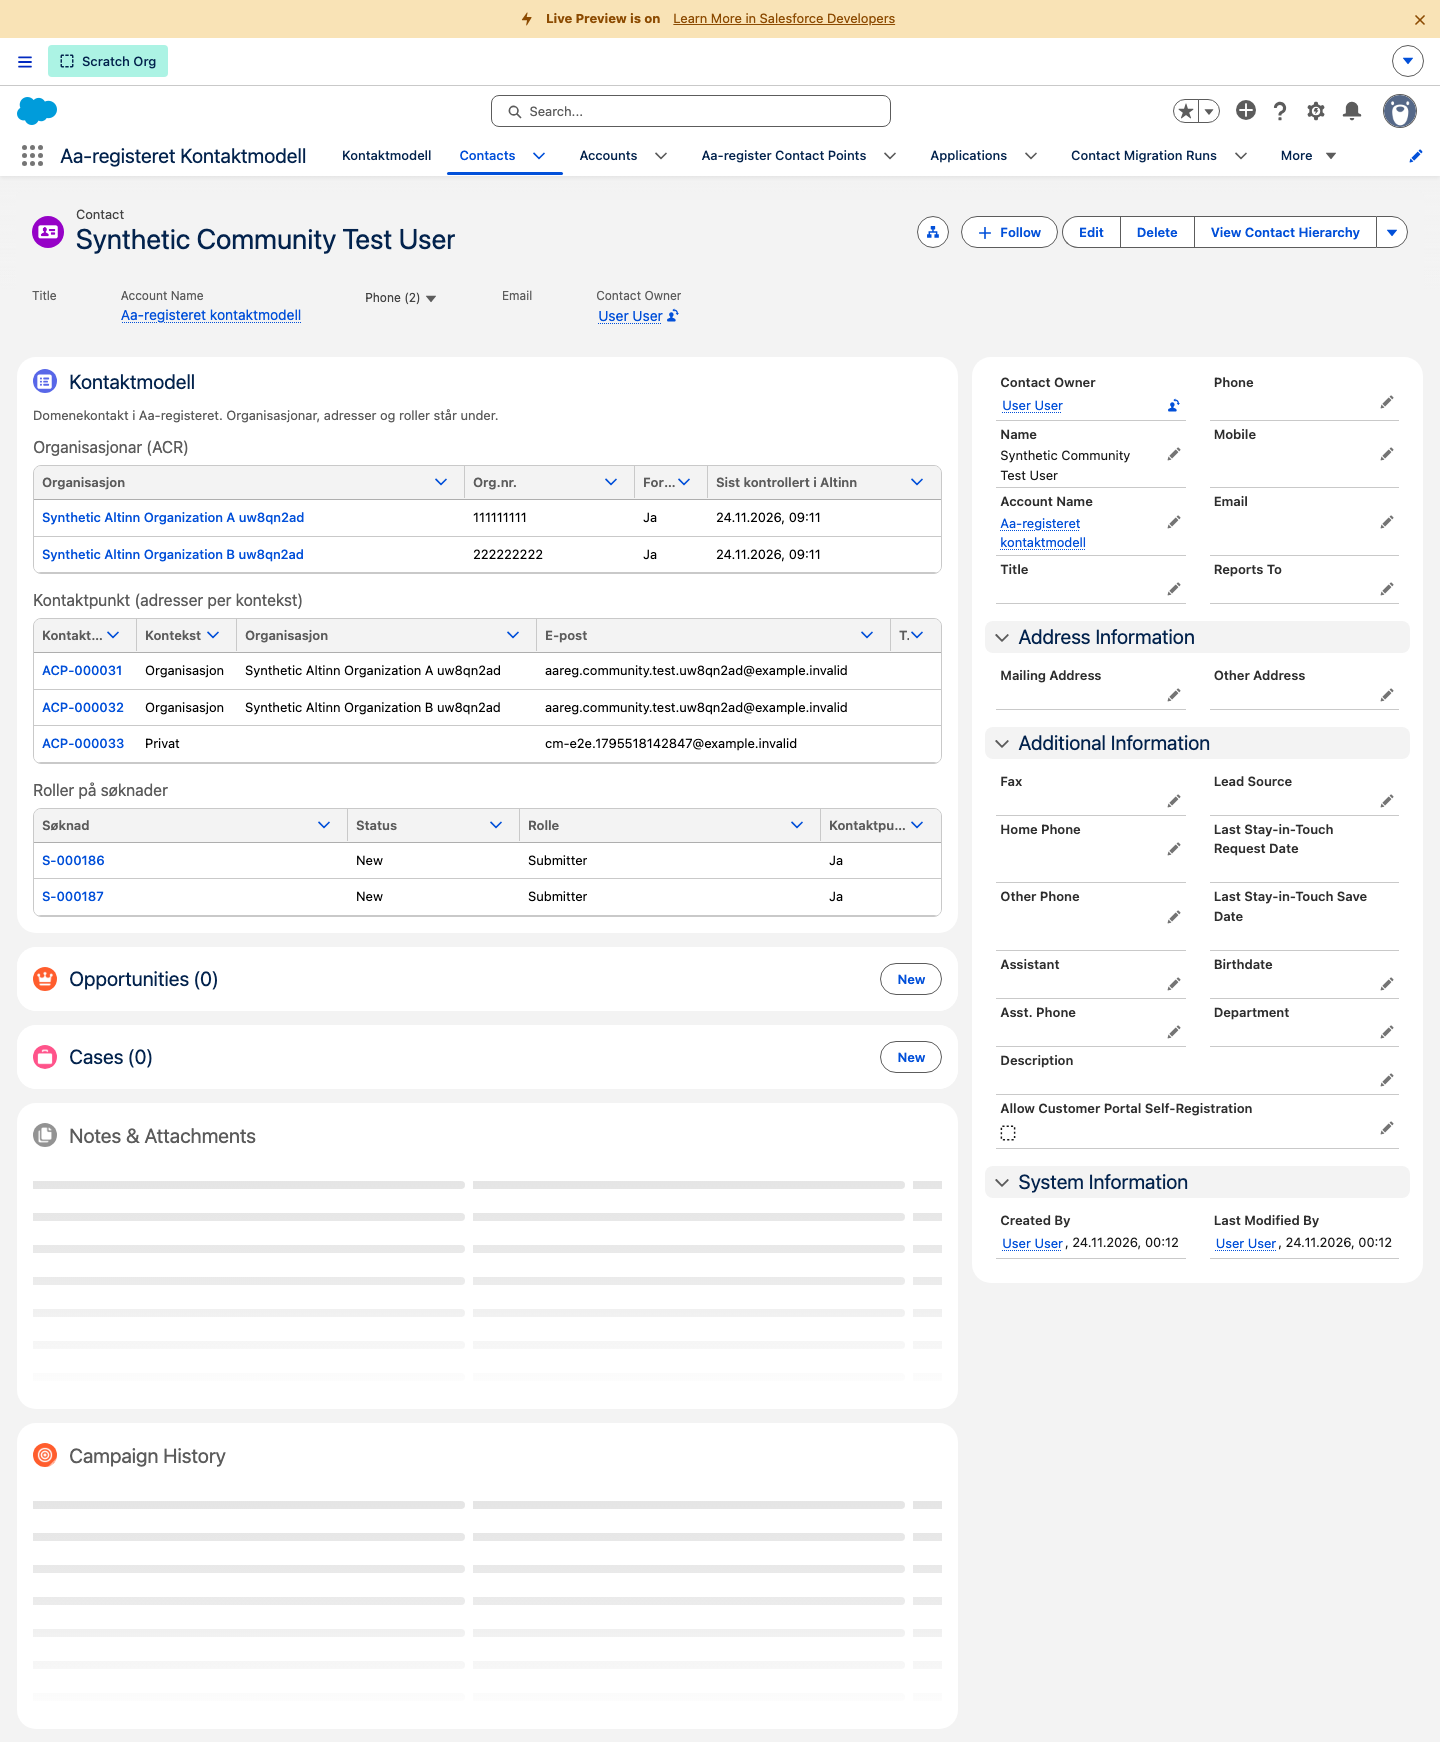 Live Preview is on Learn More in Salesforce Developers
Scratch Org
Search...
Aa-registeret Kontaktmodell Kontaktmodell Contacts Accounts Aa-register Contact Points Applications Contact Migration Runs More
Contact
Synthetic Community Test User
Follow Edit Delete View Contact Hierarchy
Title Account Name Phone (2) Email Contact Owner
Aa-registeret kontaktmodell User User
Kontaktmodell
Domenekontakt i Aa-registeret. Organisasjonar, adresser og roller står under.
Organisasjonar (ACR)
Organisasjon Org.nr. For... Sist kontrollert i Altinn
Synthetic Altinn Organization A uw8qn2ad 111111111 Ja 24.11.2026, 09:11
Synthetic Altinn Organization B uw8qn2ad 222222222 Ja 24.11.2026, 09:11
Kontaktpunkt (adresser per kontekst)
Kontakt... Kontekst Organisasjon E-post T.
ACP-000031 Organisasjon Synthetic Altinn Organization A uw8qn2ad aareg.community.test.uw8qn2ad@example.invalid
ACP-000032 Organisasjon Synthetic Altinn Organization B uw8qn2ad aareg.community.test.uw8qn2ad@example.invalid
ACP-000033 Privat cm-e2e.1795518142847@example.invalid
Roller på søknader
Søknad Status Rolle Kontaktpu...
S-000186 New Submitter Ja
S-000187 New Submitter Ja
Opportunities (0) New
Cases (0) New
Notes & Attachments
Campaign History
Contact Owner Phone
User User
Name Mobile
Synthetic Community
Test User
Account Name Email
Aa-registeret
kontaktmodell
Title Reports To
Address Information
Mailing Address Other Address
Additional Information
Fax Lead Source
Home Phone Last Stay-in-Touch
Request Date
Other Phone Last Stay-in-Touch Save
Date
Assistant Birthdate
Asst. Phone Department
Description
Allow Customer Portal Self-Registration
System Information
Created By Last Modified By
User User, 24.11.2026, 00:12 User User, 24.11.2026, 00:12